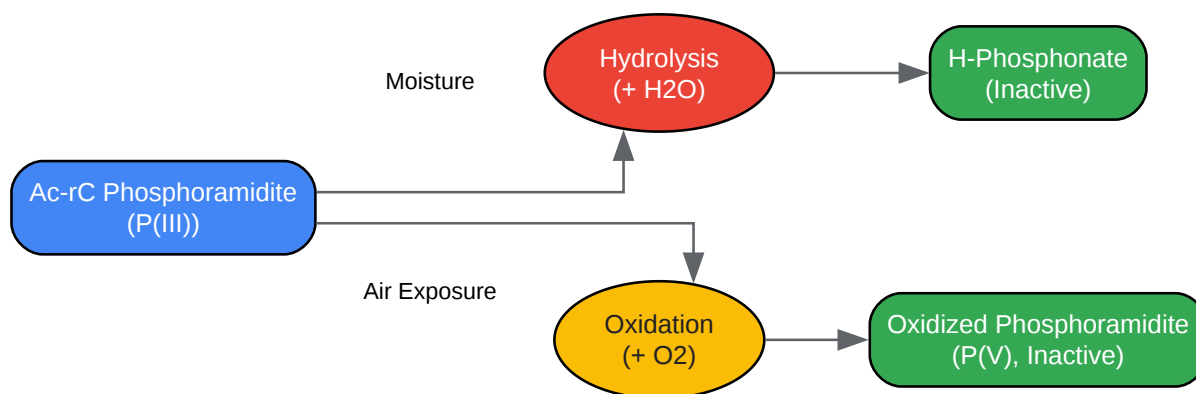 Moisture
Hydrolysis
(+ H2O)
H-Phosphonate
(Inactive)
Ac-rC Phosphoramidite
(P(III))
Air Exposure
Oxidation
(+ O2)
Oxidized Phosphoramidite
(P(V), Inactive)